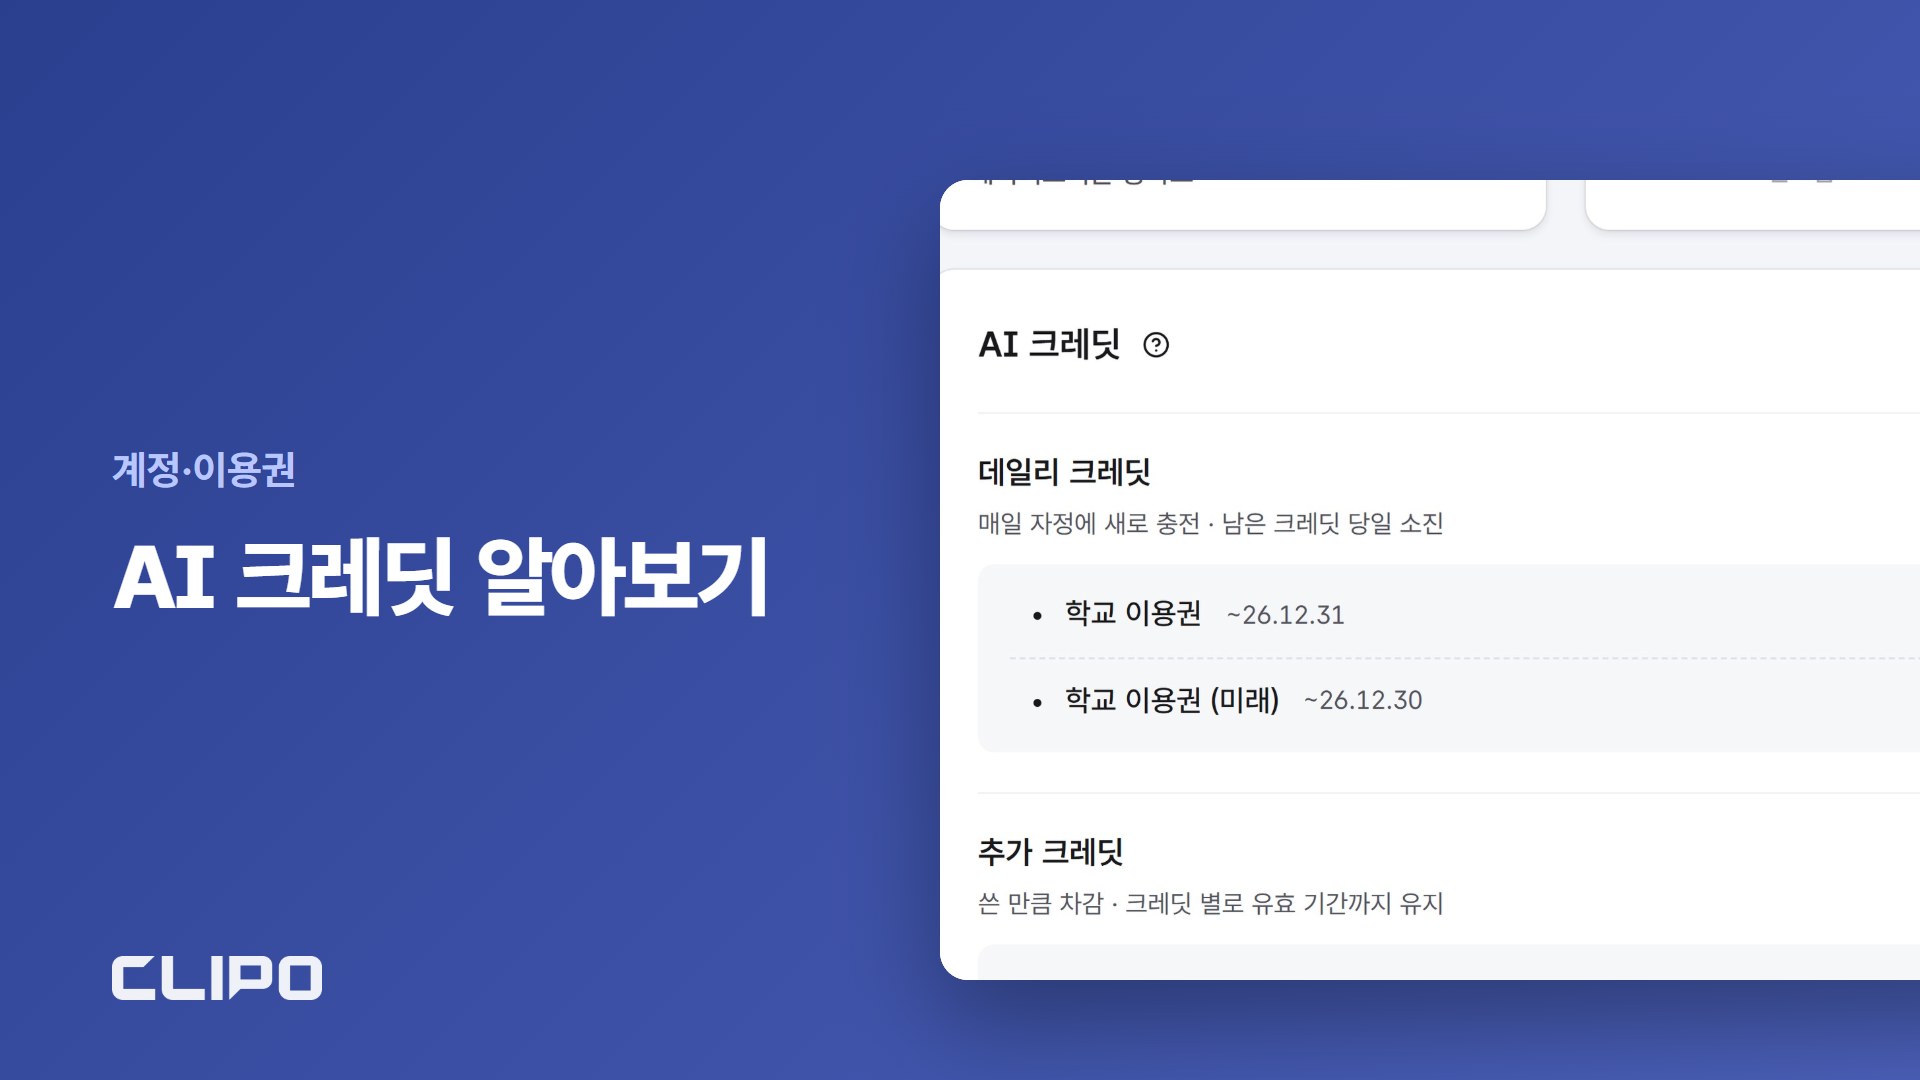 계정·이용권
AI 크레딧 알아보기
CLIPO
AI 크레딧
데일리 크레딧
매일 자정에 새로 충전 · 남은 크레딧 당일 소진
• 학교 이용권 ~26.12.31
• 학교 이용권 (미래) ~26.12.30
추가 크레딧
쓴 만큼 차감 · 크레딧 별로 유효 기간까지 유지